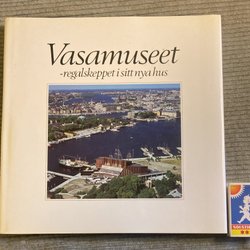 Vasamuseet
-regalskeppet i sitt nya hus